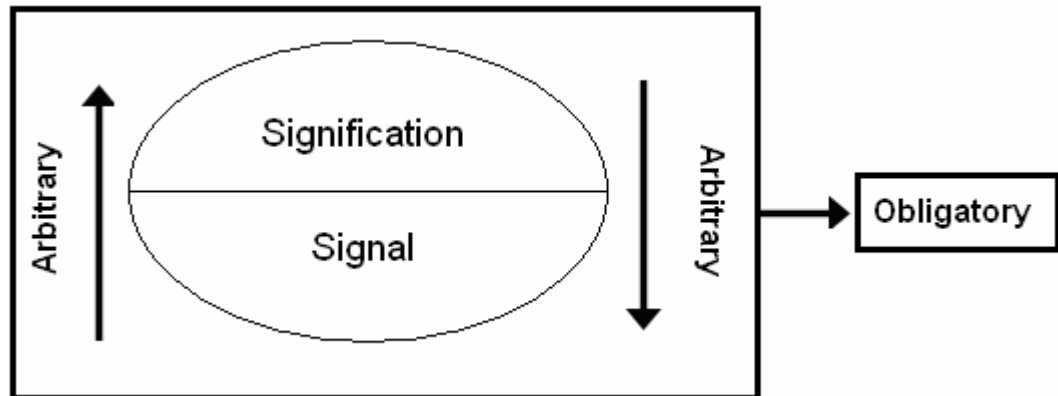 Arbitrary
Signification
Signal
Arbitrary
Obligatory